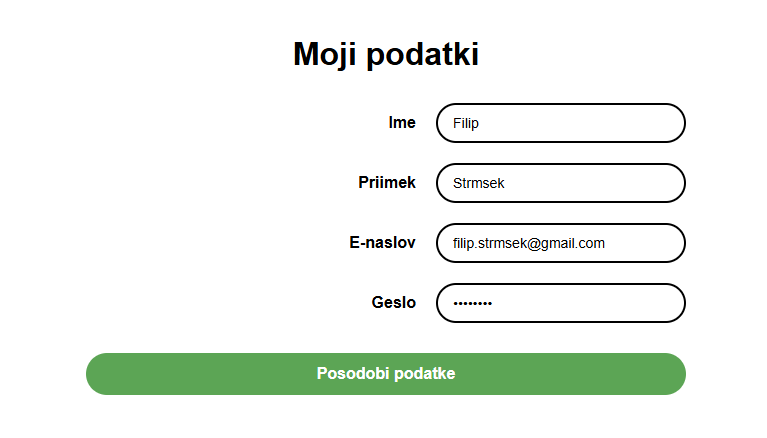 Moji podatki
Ime Filip
Priimek Strmsek
E-naslov filip.strmsek@gmail.com
Geslo ••••••••
Posodobi podatke